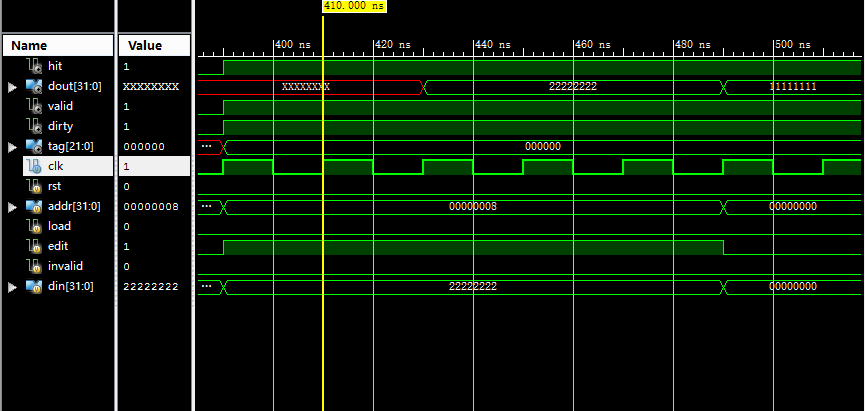 410.000 ns
Name Value 400 ns 420 ns 440 ns 460 ns 480 ns 500 ns
hit 1
dout[31:0] XXXXXXXX XXXXXXXX 22222222 11111111
valid 1
dirty 1
tag[21:0] 000000 ... 000000
clk 1
rst 0
addr[31:0] 00000008 ... 00000008 00000000
load 0
edit 1
invalid 0
din[31:0] 22222222 ... 22222222 00000000